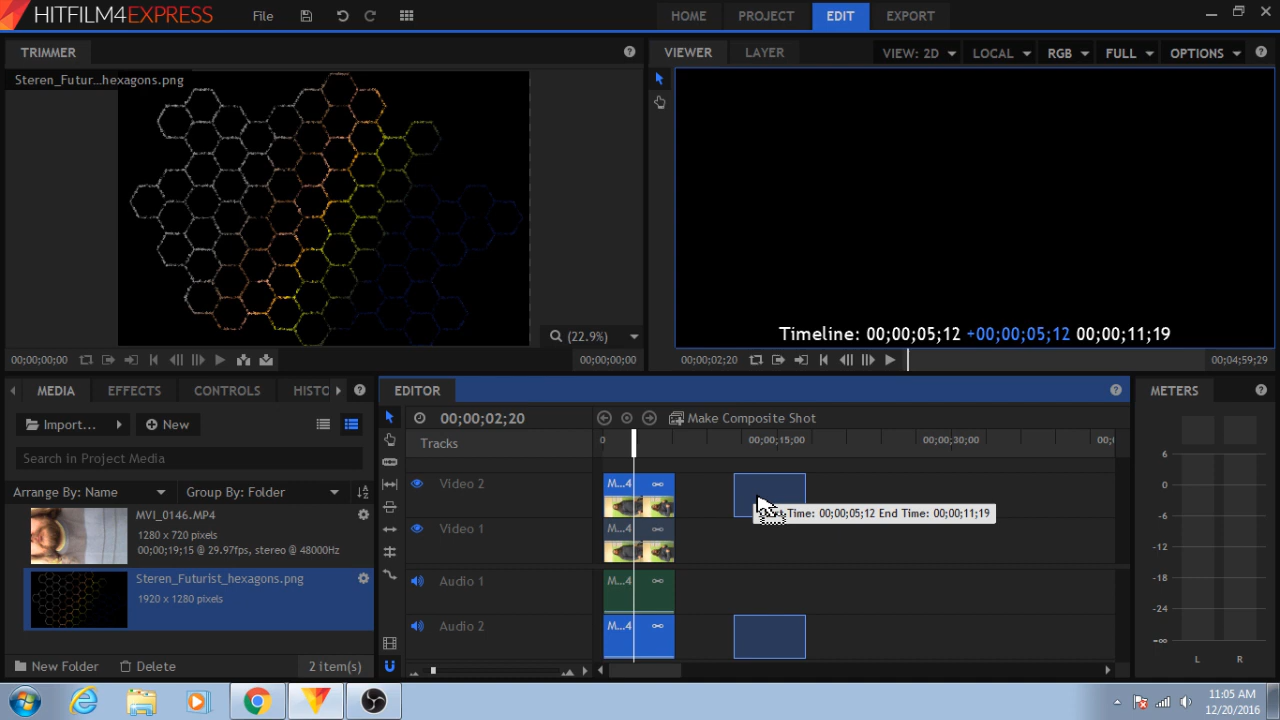 HITFILM4EXPRESS File HOME PROJECT EDIT EXPORT
TRIMMER
Steren_Futur...hexagons.png
(22.9%)
00;00;00;00 00;00;00;00
VIEWER LAYER VIEW: 2D LOCAL RGB FULL OPTIONS
Timeline: 00;00;05;12 +00;00;05;12 00;00;11;19
00;00;02;20 00;04;59;29
MEDIA EFFECTS CONTROLS HISTO
Import... New
Search in Project Media
Arrange By: Name Group By: Folder
MVI_0146.MP4
1280 x 720 pixels
00;00;19;15 @ 29.97fps, stereo @ 48000Hz
Steren_Futurist_hexagons.png
1920 x 1280 pixels
New Folder Delete 2 item(s)
EDITOR
00;00;02;20 Make Composite Shot
Tracks 0 00;00;15;00 00;00;30;00
Video 2 M...4
Time: 00;00;05;12 End Time: 00;00;11;19
Video 1 M...4
Audio 1 M...4
Audio 2 M...4
METERS
6
0
-6
-12
-18
-24
-∞
L R
11:05 AM
12/20/2016